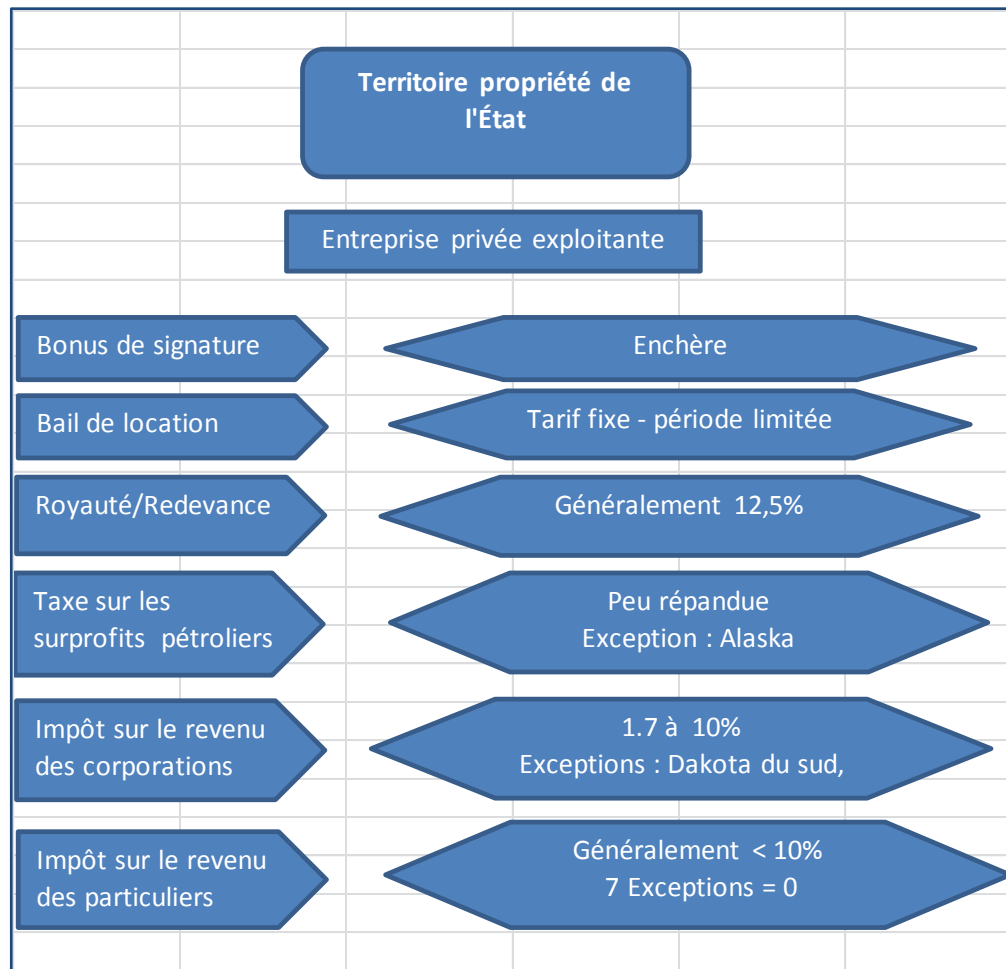 Territoire propriété de
l'État
Entreprise privée exploitante
Bonus de signature
Enchère
Bail de location
Tarif fixe - période limitée
Royauté/Redevance
Généralement 12,5%
Taxe sur les
surprofits pétroliers
Peu répandue
Exception : Alaska
Impôt sur le revenu
des corporations
1.7 à 10%
Exceptions : Dakota du sud,
Impôt sur le revenu
des particuliers
Généralement < 10%
7 Exceptions = 0